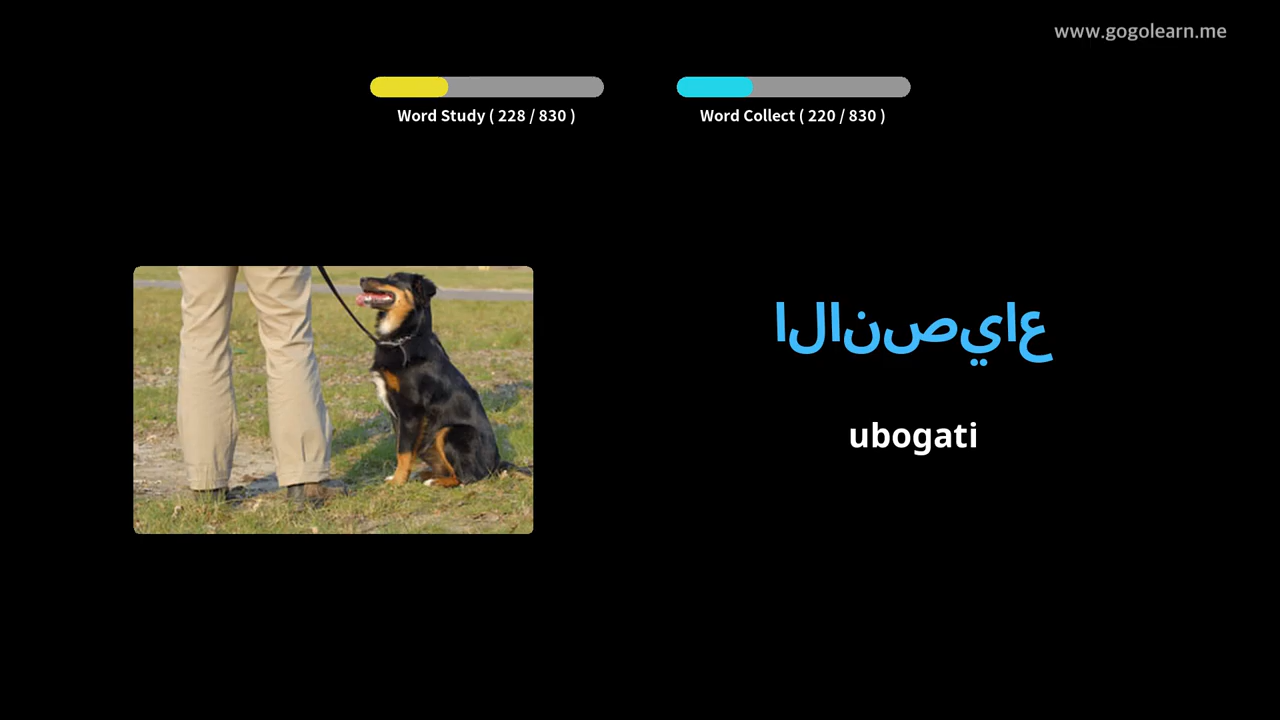 www.gogolearn.me
Word Study ( 228 / 830 )
Word Collect ( 220 / 830 )
الانصياع
ubogati